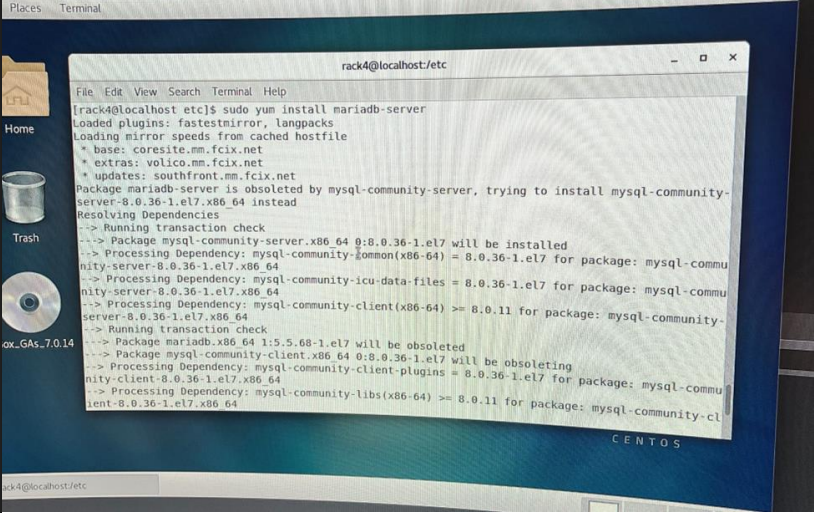 Places Terminal
rack4@localhost:/etc
File Edit View Search Terminal Help
[rack4@localhost etc]$ sudo yum install mariadb-server
Loaded plugins: fastestmirror, langpacks
Loading mirror speeds from cached hostfile
* base: coresite.mm.fcix.net
* extras: volico.mm.fcix.net
* updates: southfront.mm.fcix.net
Package mariadb-server is obsoleted by mysql-community-server, trying to install mysql-community-
server-8.0.36-1.el7.x86_64 instead
Resolving Dependencies
--> Running transaction check
---> Package mysql-community-server.x86_64 0:8.0.36-1.el7 will be installed
--> Processing Dependency: mysql-community-common(x86-64) = 8.0.36-1.el7 for package: mysql-commu
nity-server-8.0.36-1.el7.x86_64
--> Processing Dependency: mysql-community-icu-data-files = 8.0.36-1.el7 for package: mysql-commu
nity-server-8.0.36-1.el7.x86_64
--> Processing Dependency: mysql-community-client(x86-64) >= 8.0.11 for package: mysql-community-
server-8.0.36-1.el7.x86_64
--> Running transaction check
---> Package mariadb.x86_64 1:5.5.68-1.el7 will be obsoleted
---> Package mysql-community-client.x86_64 0:8.0.36-1.el7 will be obsoleting
--> Processing Dependency: mysql-community-client-plugins = 8.0.36-1.el7 for package: mysql-commu
nity-client-8.0.36-1.el7.x86_64
--> Processing Dependency: mysql-community-libs(x86-64) >= 8.0.11 for package: mysql-community-cl
ient-8.0.36-1.el7.x86_64
Home
Trash
ox_GAs_7.0.14
CENTOS
ack4@localhost:/etc